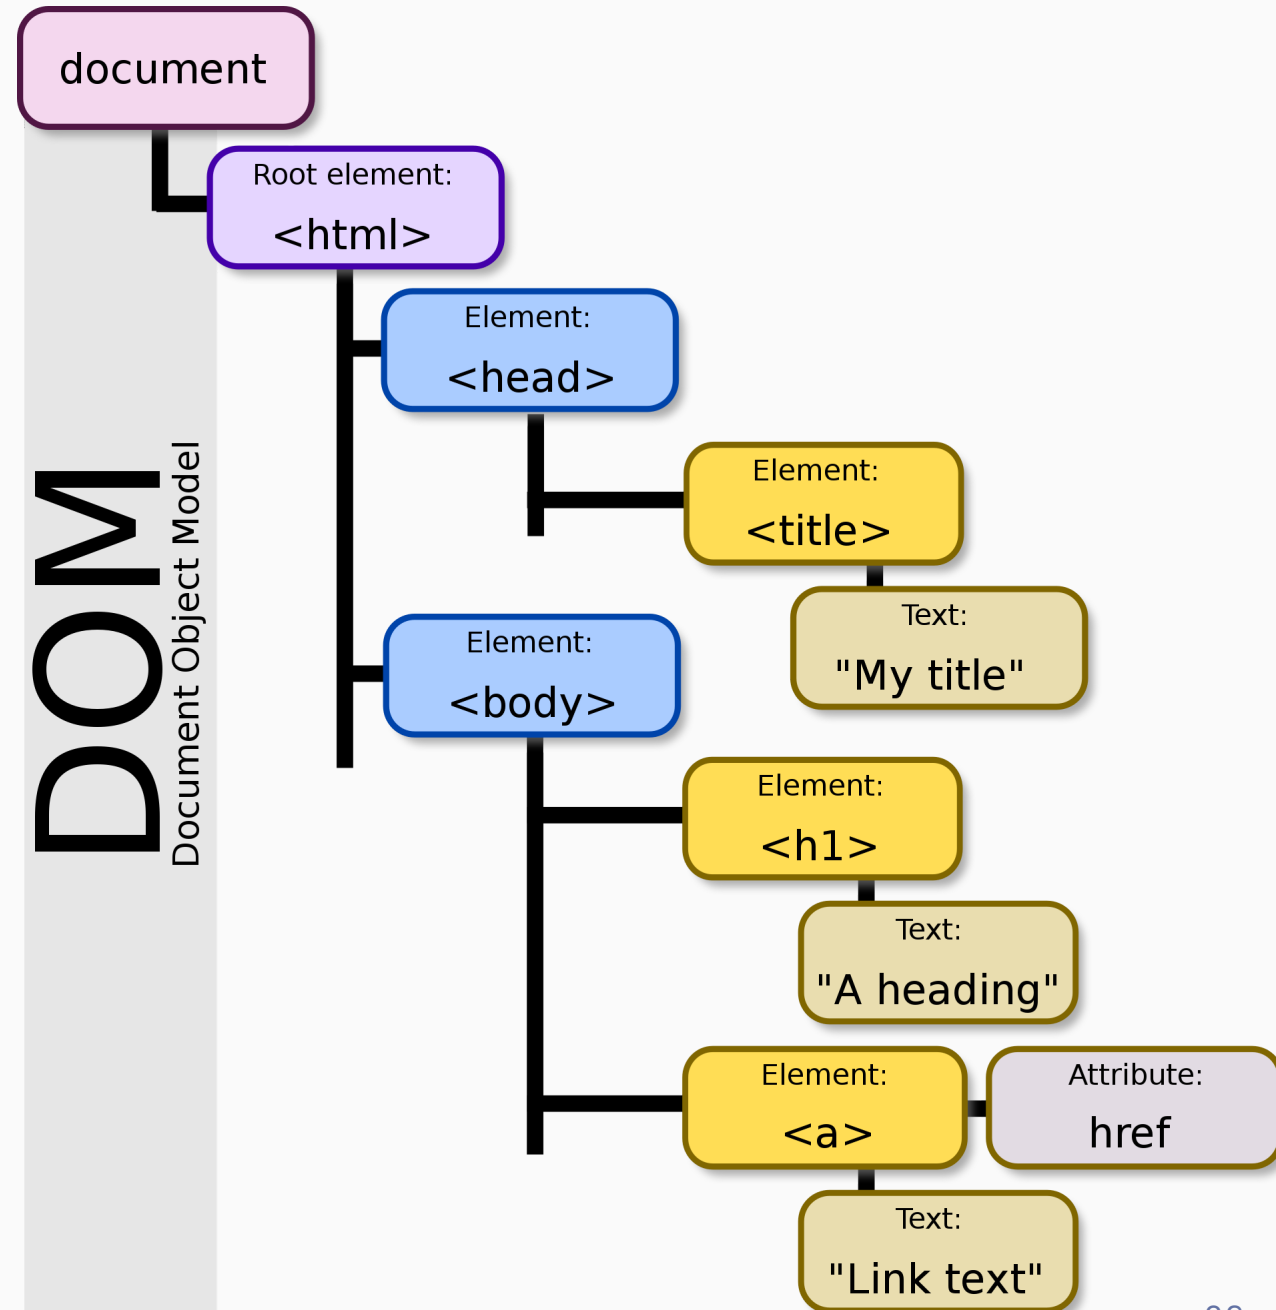 document
Root element:
<html>
Element:
<head>
Element:
<title>
Text:
"My title"
Element:
<body>
Element:
<h1>
Text:
"A heading"
Element:
<a>
Attribute:
href
Text:
"Link text"
DOM
Document Object Model